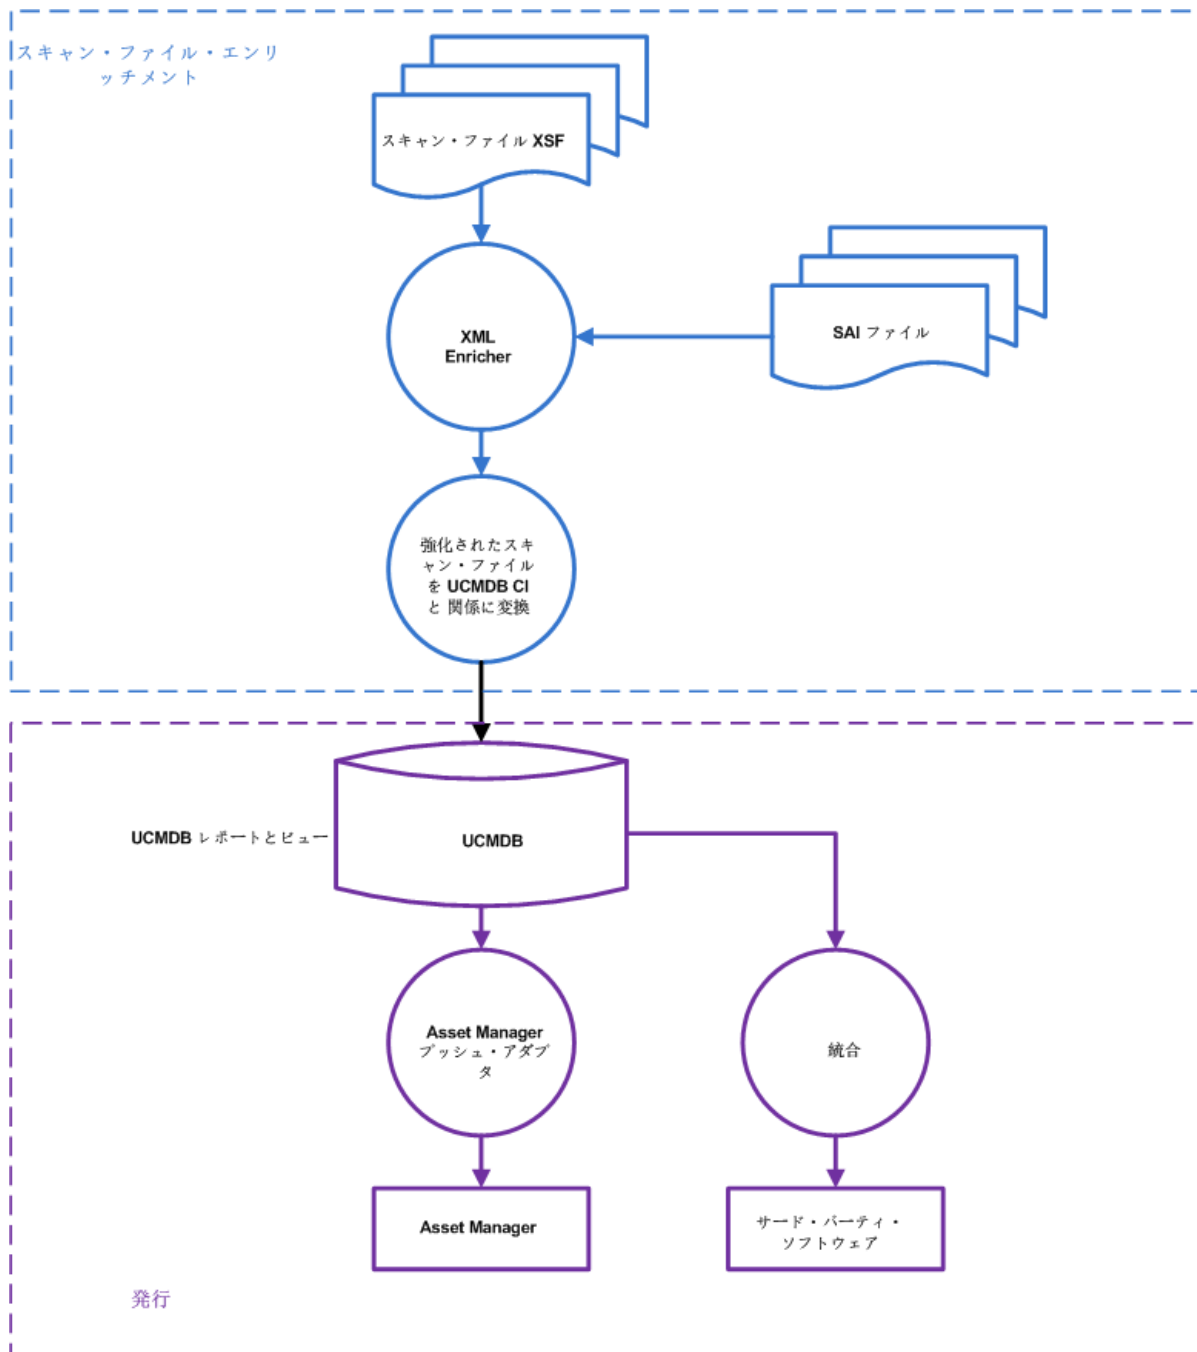 スキャン・ファイル・エンリ
ッチメント
スキャン・ファイル XSF
SAI ファイル
XML
Enricher
強化されたスキ
ャン・ファイル
を UCMDB CI
と 関係に変換
UCMDB レポートとビュー
UCMDB
Asset Manager
プッシュ・アダプ
タ
統合
Asset Manager
サード・パーティ・
ソフトウェア
発行